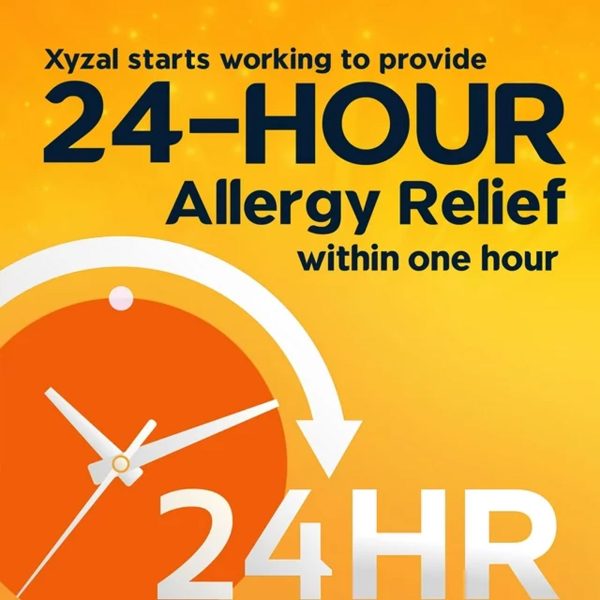 Xyzal starts working to provide
24-HOUR
Allergy Relief
within one hour
24HR